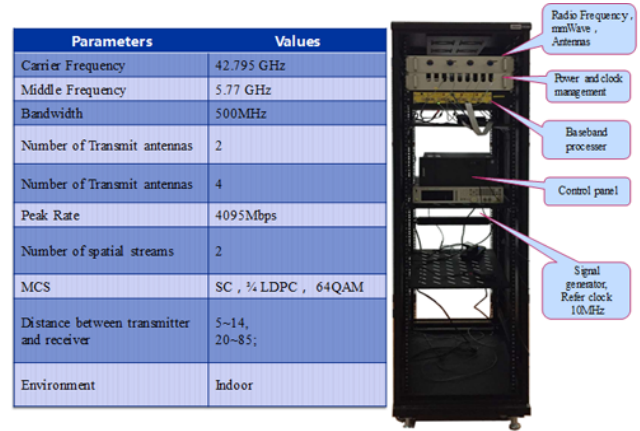 Parameters Values
Carrier Frequency 42.795 GHz
Middle Frequency 5.77 GHz
Bandwidth 500MHz
Number of Transmit antennas 2
Number of Transmit antennas 4
Peak Rate 4095Mbps
Number of spatial streams 2
MCS SC , ¾ LDPC , 64QAM
Distance between transmitter
and receiver
5~14,
20~85;
Environment Indoor
Radio Frequency ,
mmWave ,
Antennas
Power and clock
management
Baseband
processer
Control panel
Signal
generator,
Refer clock
10MHz